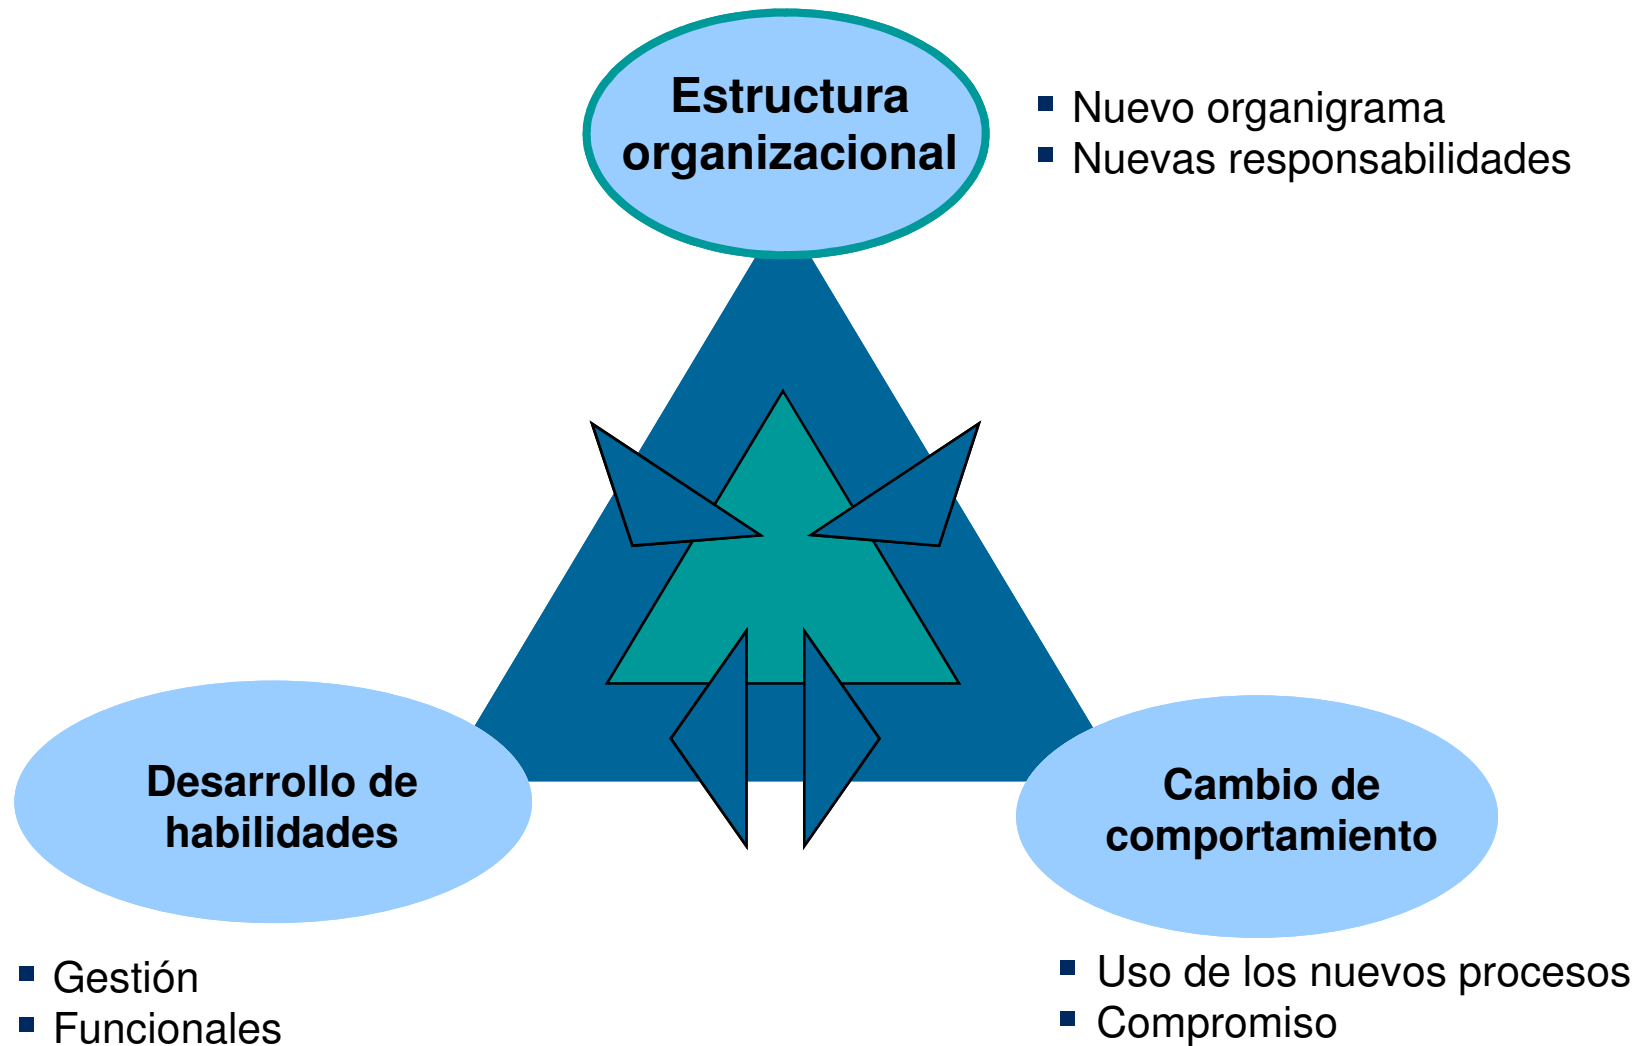 Estructura
organizacional
Nuevo organigrama
Nuevas responsabilidades
Desarrollo de
habilidades
Gestión
Funcionales
Cambio de
comportamiento
Uso de los nuevos procesos
Compromiso